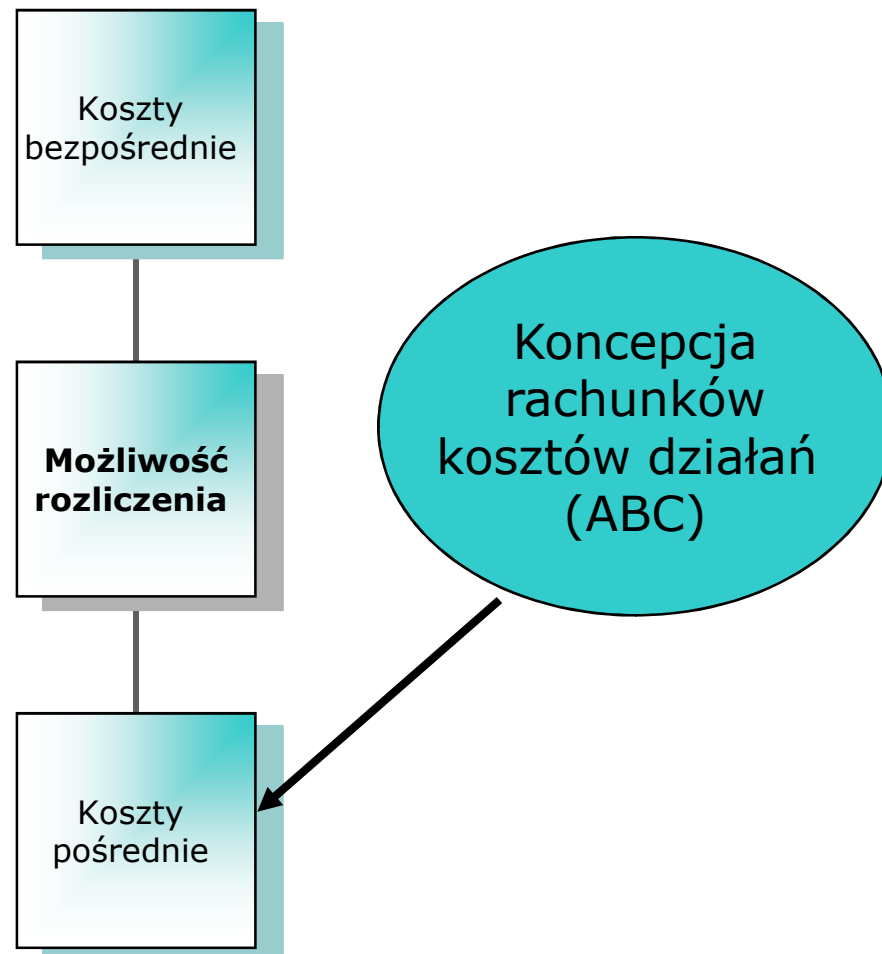 Koszty
bezpośrednie
Możliwość
rozliczenia
Koszty
pośrednie
Koncepcja
rachunków
kosztów działań
(ABC)